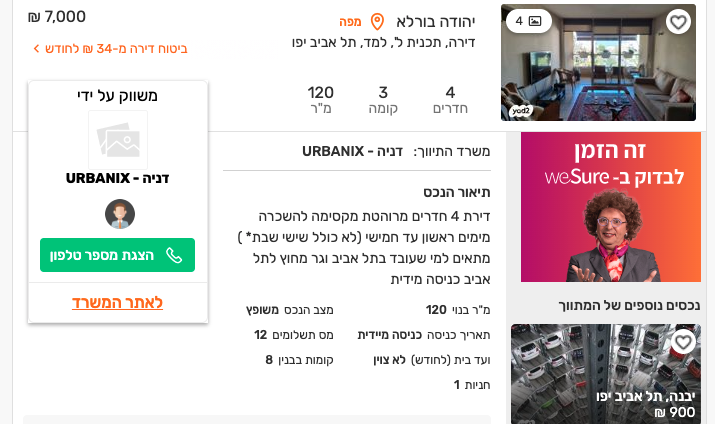 יהודה בורלא
מפה
7,000 ₪
דירה, תכנית ל', למד, תל אביב יפו
ביטוח דירה מ-34 ₪ לחודש
4
חדרים
3
קומה
120
מ"ר
4
yad2
משווק על ידי
דניה - URBANIX
הצגת מספר טלפון
לאתר המשרד
משרד התיווך: דניה - URBANIX
תיאור הנכס
דירת 4 חדרים מרוהטת מקסימה להשכרה
מימים ראשון עד חמישי (לא כולל שישי שבת* )
מתאים למי שעובד בתל אביב וגר מחוץ לתל
אביב כניסה מידית
מ"ר בנוי 120
מצב הנכס משופץ
תאריך כניסה כניסה מיידית
מס תשלומים 12
ועד בית (לחודש) לא צוין
קומות בבנין 8
חניות 1
זה הזמן
לבדוק ב- weSure
נכסים נוספים של המתווך
יבנה, תל אביב יפו
900 ₪